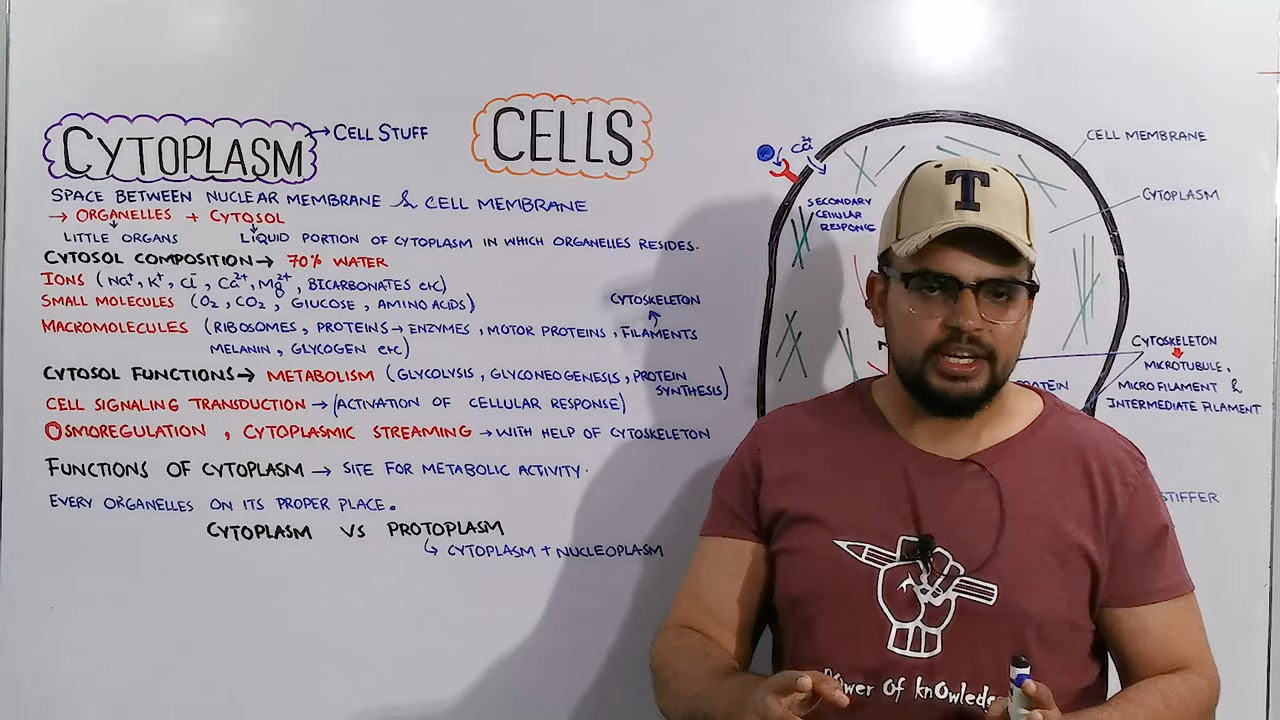 CYTOPLASM → CELL STUFF
CELLS
SPACE BETWEEN NUCLEAR MEMBRANE & CELL MEMBRANE
→ ORGANELLES + CYTOSOL
LITTLE ORGANS LIQUID PORTION OF CYTOPLASM IN WHICH ORGANELLES RESIDES.
CYTOSOL COMPOSITION → 70% WATER
IONS (Na⁺, K⁺, Cl⁻, Ca²⁺, Mg²⁺, BICARBONATES etc)
SMALL MOLECULES (O₂, CO₂, GLUCOSE, AMINO ACIDS)
CYTOSKELETON
MACROMOLECULES (RIBOSOMES, PROTEINS → ENZYMES, MOTOR PROTEINS, FILAMENTS
MELANIN, GLYCOGEN etc)
CYTOSOL FUNCTIONS → METABOLISM (GLYCOLYSIS, GLYCONEOGENESIS, PROTEIN
SYNTHESIS)
CELL SIGNALING TRANSDUCTION → (ACTIVATION OF CELLULAR RESPONSE)
OSMOREGULATION, CYTOPLASMIC STREAMING → WITH HELP OF CYTOSKELETON
FUNCTIONS OF CYTOPLASM → SITE FOR METABOLIC ACTIVITY.
EVERY ORGANELLES ON ITS PROPER PLACE.
CYTOPLASM VS PROTOPLASM
↳ CYTOPLASM + NUCLEOPLASM
Ca²⁺
SECONDARY
CELLULAR
RESPONSE
CELL MEMBRANE
CYTOPLASM
CYTOSKELETON
MICROTUBULE,
MICRO FILAMENT &
INTERMEDIATE FILAMENT
STIFFER
T
Power Of knOwledg